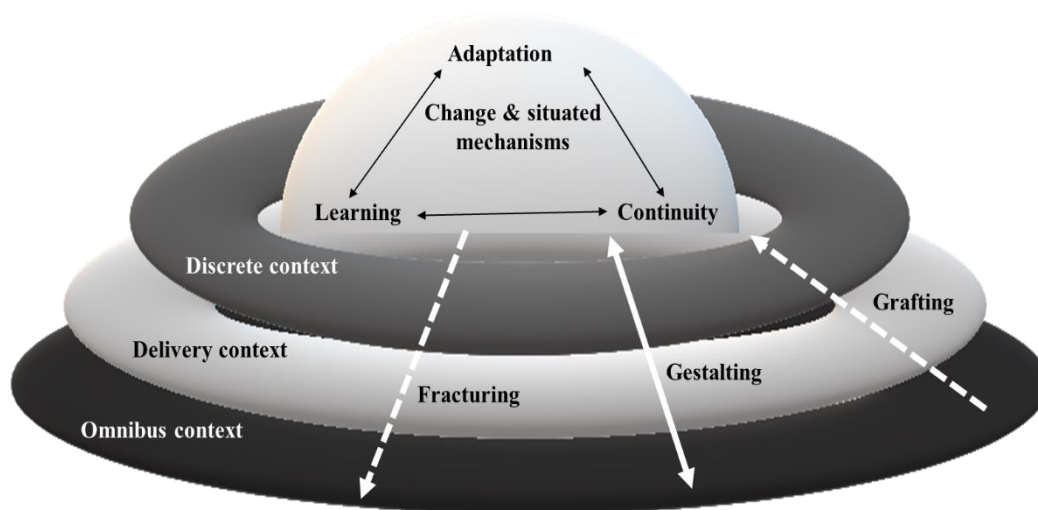 Adaptation
Change & situated
mechanisms
Learning
Continuity
Discrete context
Grafting
Delivery context
Gestalting
Fracturing
Omnibus context